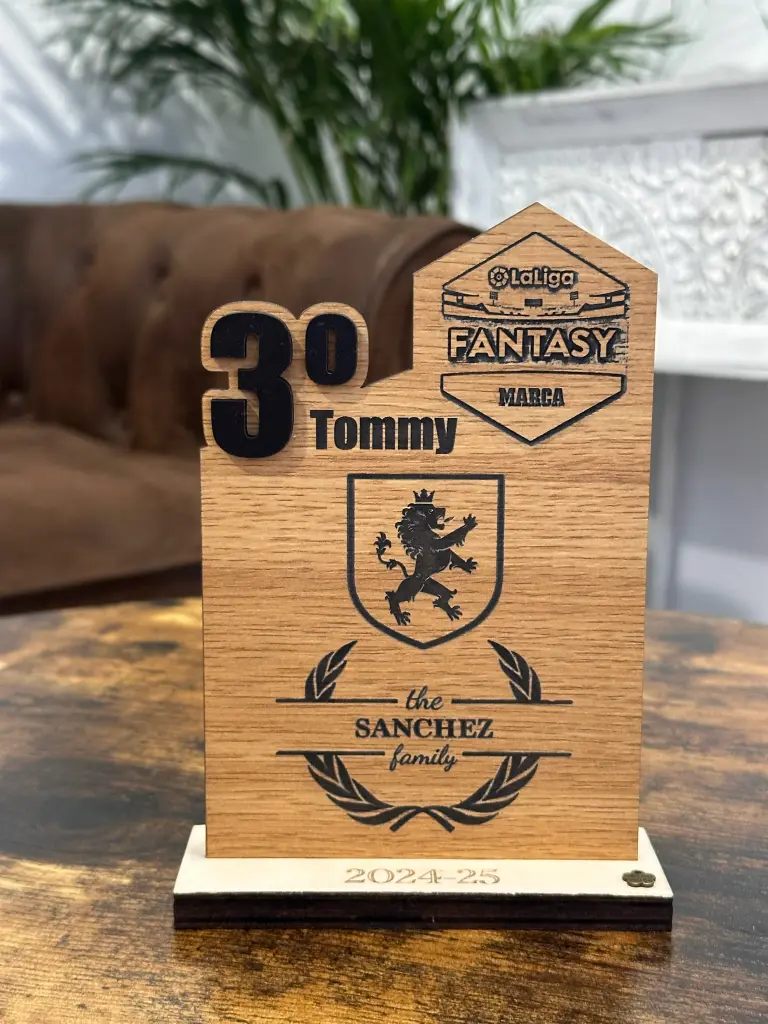 LaLiga
FANTASY
MARCA
3º
Tommy
the
SANCHEZ
family
2024-25